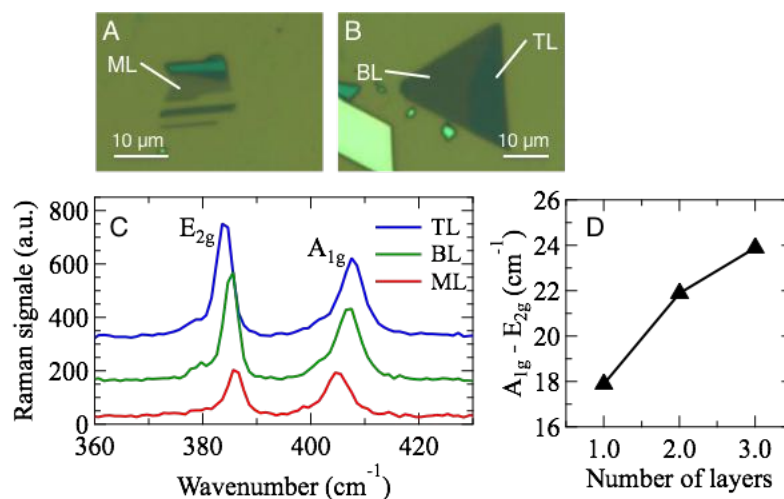 A
ML
10 μm
B
BL
TL
10 μm
C
E2g
A1g
TL
BL
ML
800
600
400
200
0
Raman signale (a.u.)
360
380
400
420
Wavenumber (cm-1)
D
26
24
22
20
18
16
A1g - E2g (cm-1)
1.0
2.0
3.0
Number of layers